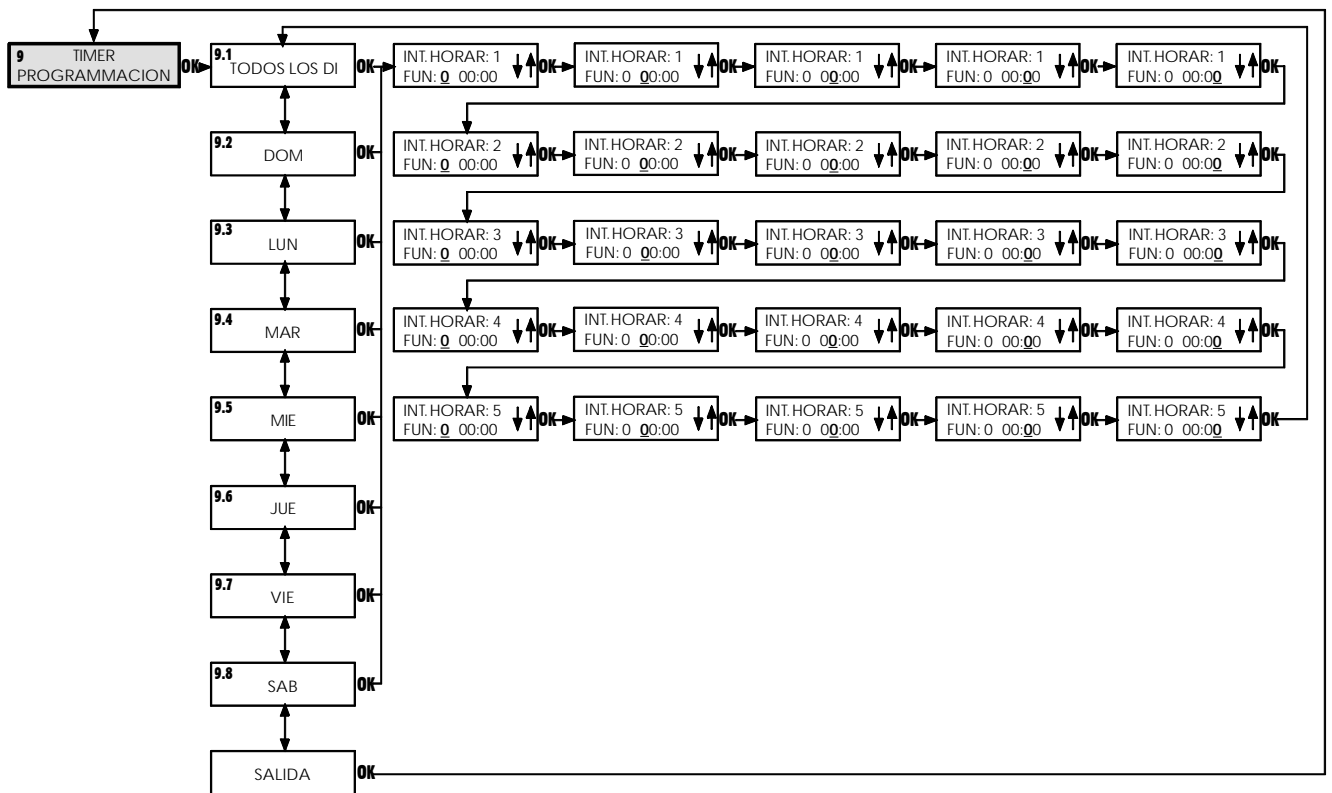 9 TIMER
PROGRAMMACION OK
9.1 TODOS LOS DI OK
INT.HORAR: 1
FUN: 0 00:00 OK
INT.HORAR: 1
FUN: 0 00:00 OK
INT.HORAR: 1
FUN: 0 00:00 OK
INT.HORAR: 1
FUN: 0 00:00 OK
INT.HORAR: 1
FUN: 0 00:00 OK
9.2 DOM OK
INT.HORAR: 2
FUN: 0 00:00 OK
INT.HORAR: 2
FUN: 0 00:00 OK
INT.HORAR: 2
FUN: 0 00:00 OK
INT.HORAR: 2
FUN: 0 00:00 OK
INT.HORAR: 2
FUN: 0 00:00 OK
9.3 LUN OK
INT.HORAR: 3
FUN: 0 00:00 OK
INT.HORAR: 3
FUN: 0 00:00 OK
INT.HORAR: 3
FUN: 0 00:00 OK
INT.HORAR: 3
FUN: 0 00:00 OK
INT.HORAR: 3
FUN: 0 00:00 OK
9.4 MAR OK
INT.HORAR: 4
FUN: 0 00:00 OK
INT.HORAR: 4
FUN: 0 00:00 OK
INT.HORAR: 4
FUN: 0 00:00 OK
INT.HORAR: 4
FUN: 0 00:00 OK
INT.HORAR: 4
FUN: 0 00:00 OK
9.5 MIE OK
INT.HORAR: 5
FUN: 0 00:00 OK
INT.HORAR: 5
FUN: 0 00:00 OK
INT.HORAR: 5
FUN: 0 00:00 OK
INT.HORAR: 5
FUN: 0 00:00 OK
INT.HORAR: 5
FUN: 0 00:00 OK
9.6 JUE OK
9.7 VIE OK
9.8 SAB OK
SALIDA OK